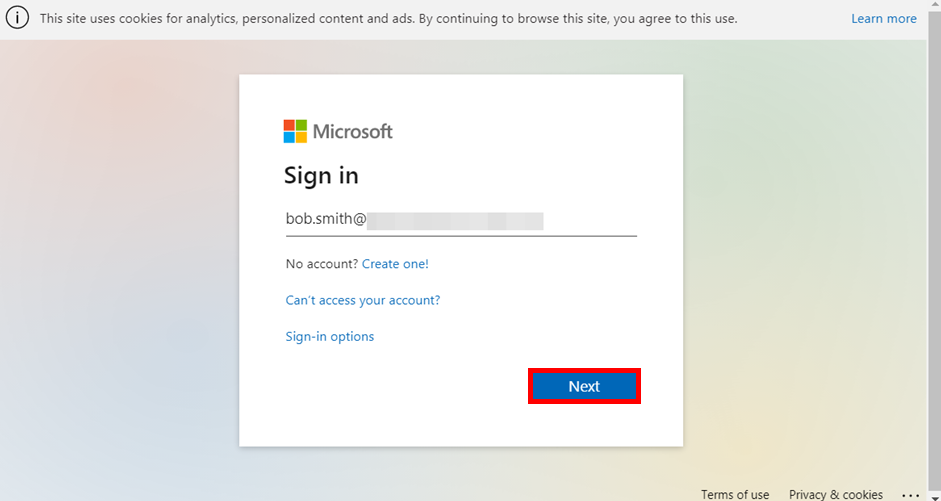 This site uses cookies for analytics, personalized content and ads. By continuing to browse this site, you agree to this use. Learn more
Microsoft
Sign in
bob.smith@
No account? Create one!
Can't access your account?
Sign-in options
Next
Terms of use Privacy & cookies ...